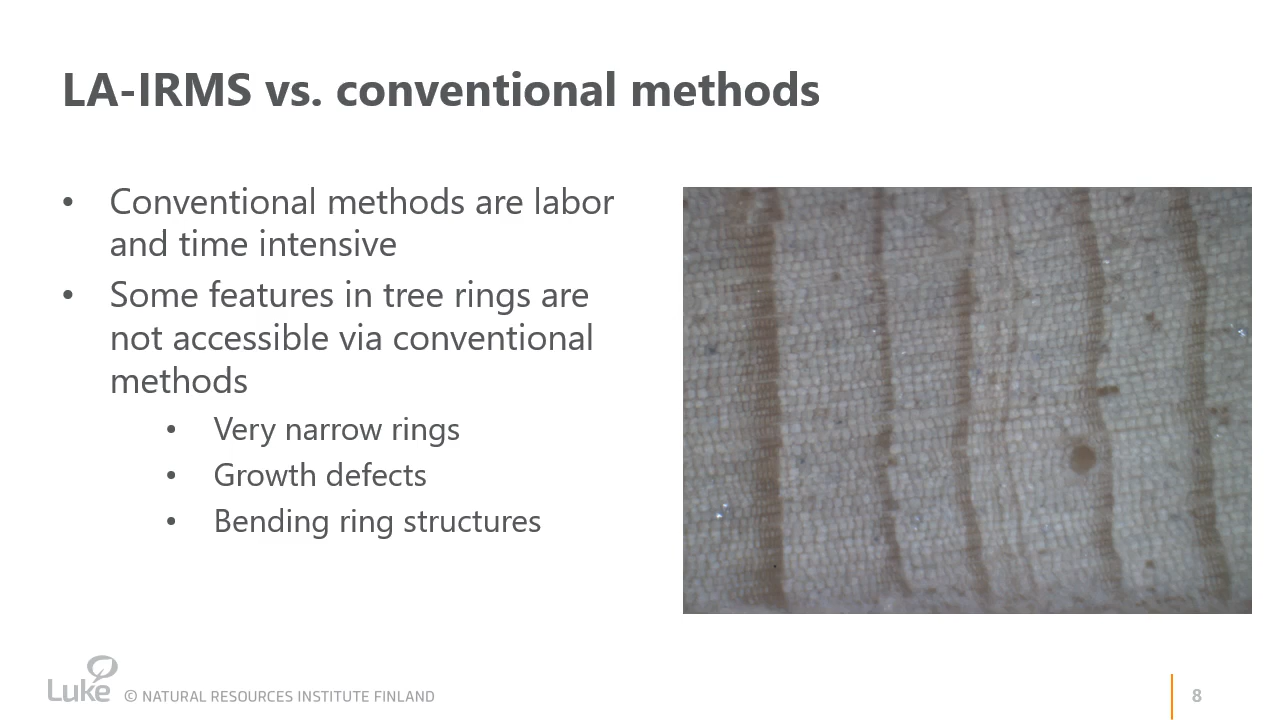 LA-IRMS vs. conventional methods
• Conventional methods are labor
and time intensive
• Some features in tree rings are
not accessible via conventional
methods
• Very narrow rings
• Growth defects
• Bending ring structures
Luke © NATURAL RESOURCES INSTITUTE FINLAND
8